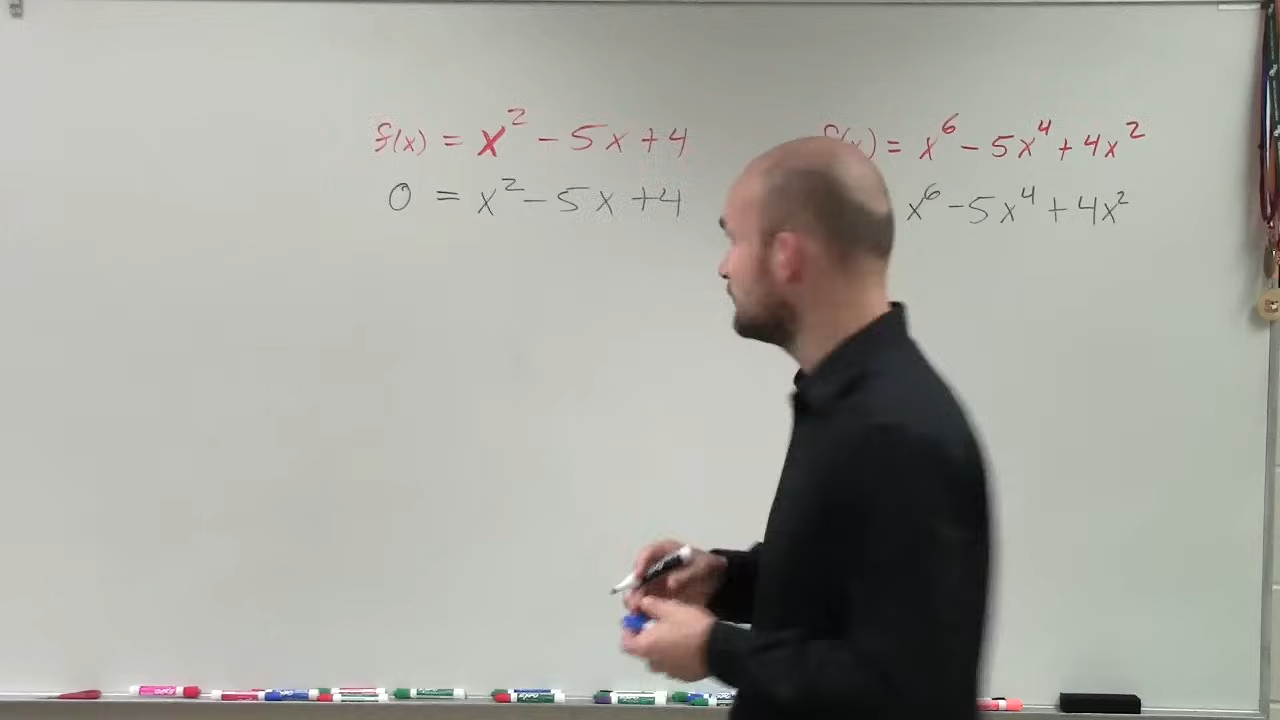 f(x) = x² - 5x + 4
0 = x² - 5x + 4
f(x) = x⁶ - 5x⁴ + 4x²
x⁶ - 5x⁴ + 4x²